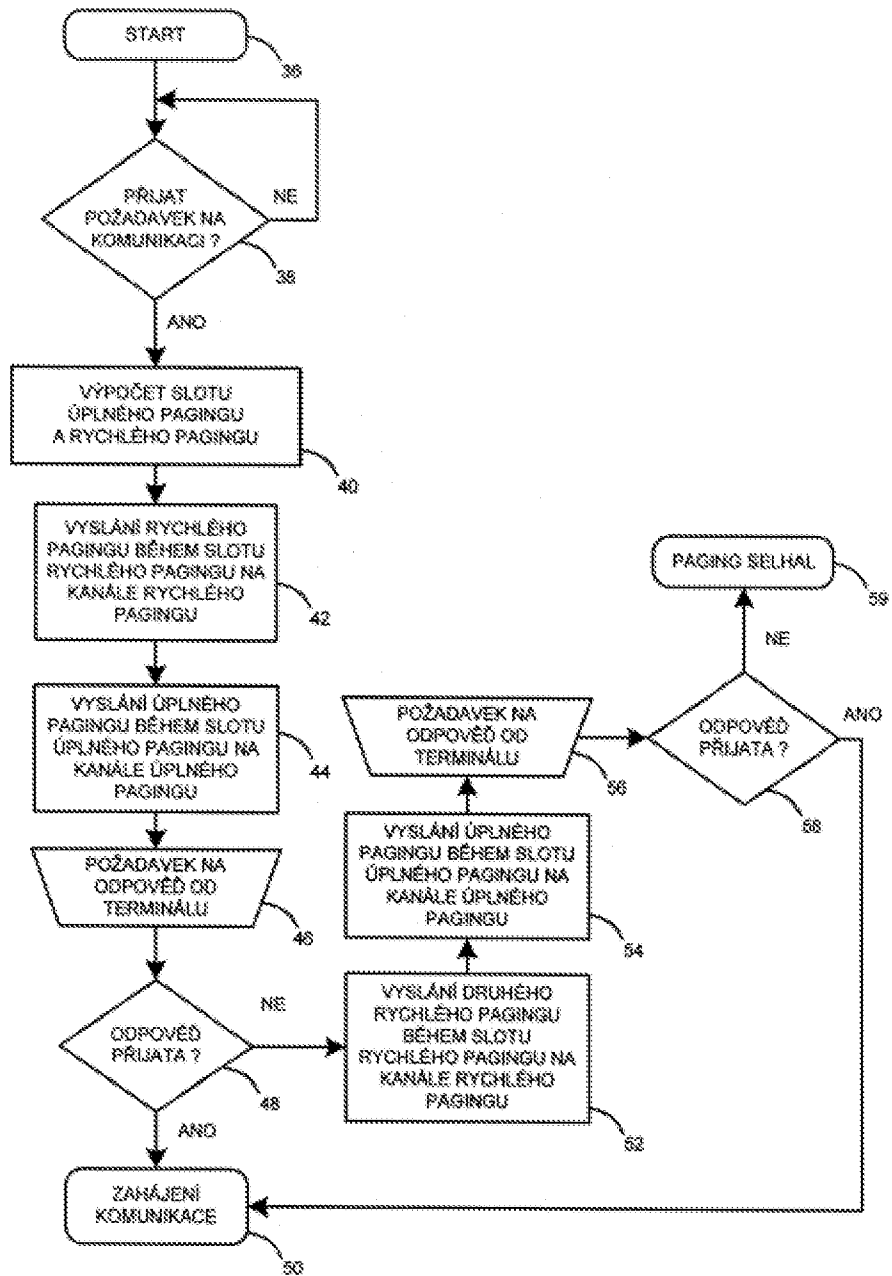 START
36
PŘIJAT
POŽADAVEK NA
KOMUNIKACI ?
NE
38
ANO
VÝPOČET SLOTU
ÚPLNÉHO PAGINGU
A RYCHLÉHO PAGINGU
40
VYSLÁNÍ RYCHLÉHO
PAGINGU BĚHEM SLOTU
RYCHLÉHO PAGINGU NA
KANÁLE RYCHLÉHO
PAGINGU
42
VYSLÁNÍ ÚPLNÉHO
PAGINGU BĚHEM SLOTU
ÚPLNÉHO PAGINGU NA
KANÁLE ÚPLNÉHO
PAGINGU
44
POŽADAVEK NA
ODPOVĚĎ OD
TERMINÁLU
46
ODPOVĚĎ
PŘIJATA ?
NE
48
ANO
ZAHÁJENÍ
KOMUNIKACE
50
VYSLÁNÍ DRUHÉHO
RYCHLÉHO PAGINGU
BĚHEM SLOTU
RYCHLÉHO PAGINGU NA
KANÁLE RYCHLÉHO
PAGINGU
52
VYSLÁNÍ ÚPLNÉHO
PAGINGU BĚHEM SLOTU
ÚPLNÉHO PAGINGU NA
KANÁLE ÚPLNÉHO
PAGINGU
54
POŽADAVEK NA
ODPOVĚĎ OD
TERMINÁLU
56
ODPOVĚĎ
PŘIJATA ?
58
ANO
NE
PAGING SELHAL
59